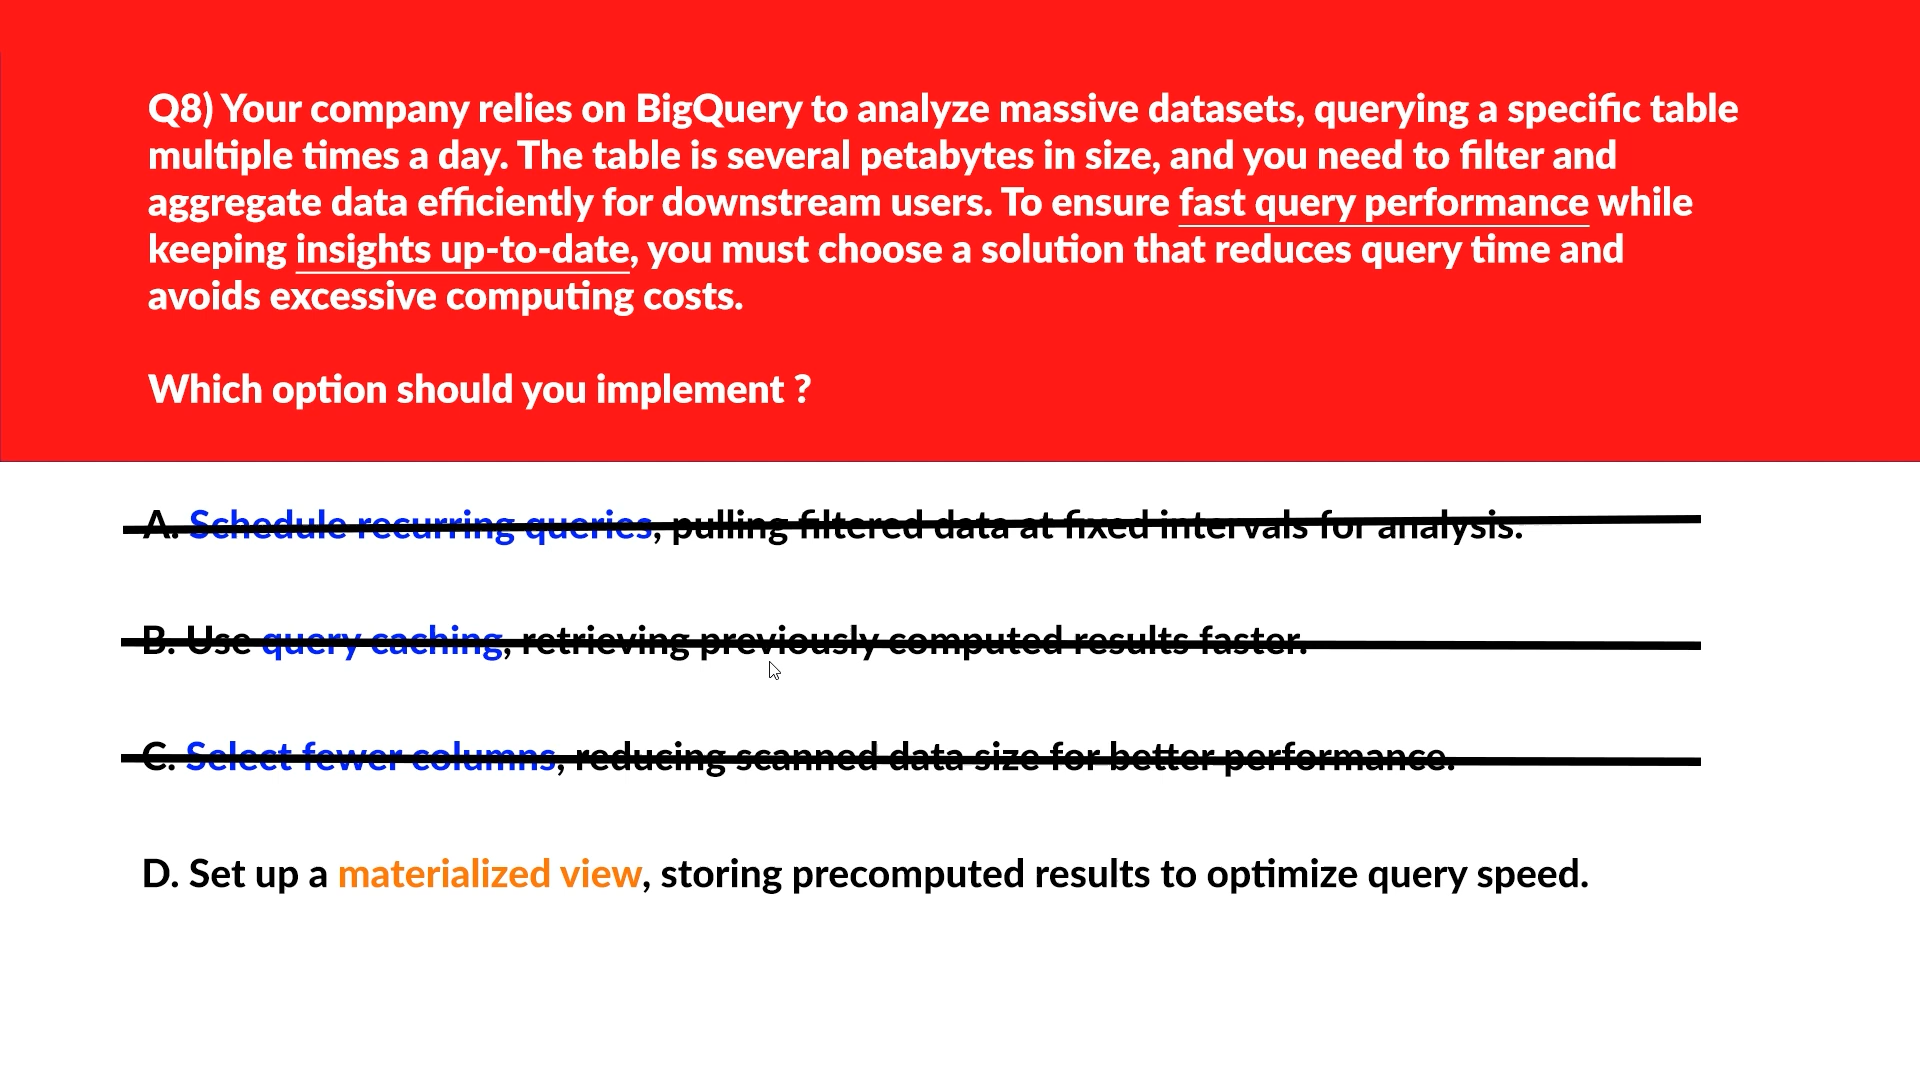 Q8) Your company relies on BigQuery to analyze massive datasets, querying a specific table
multiple times a day. The table is several petabytes in size, and you need to filter and
aggregate data efficiently for downstream users. To ensure fast query performance while
keeping insights up-to-date, you must choose a solution that reduces query time and
avoids excessive computing costs.
Which option should you implement ?
A. Schedule recurring queries, pulling filtered data at fixed intervals for analysis.
B. Use query caching, retrieving previously computed results faster.
C. Select fewer columns, reducing scanned data size for better performance.
D. Set up a materialized view, storing precomputed results to optimize query speed.